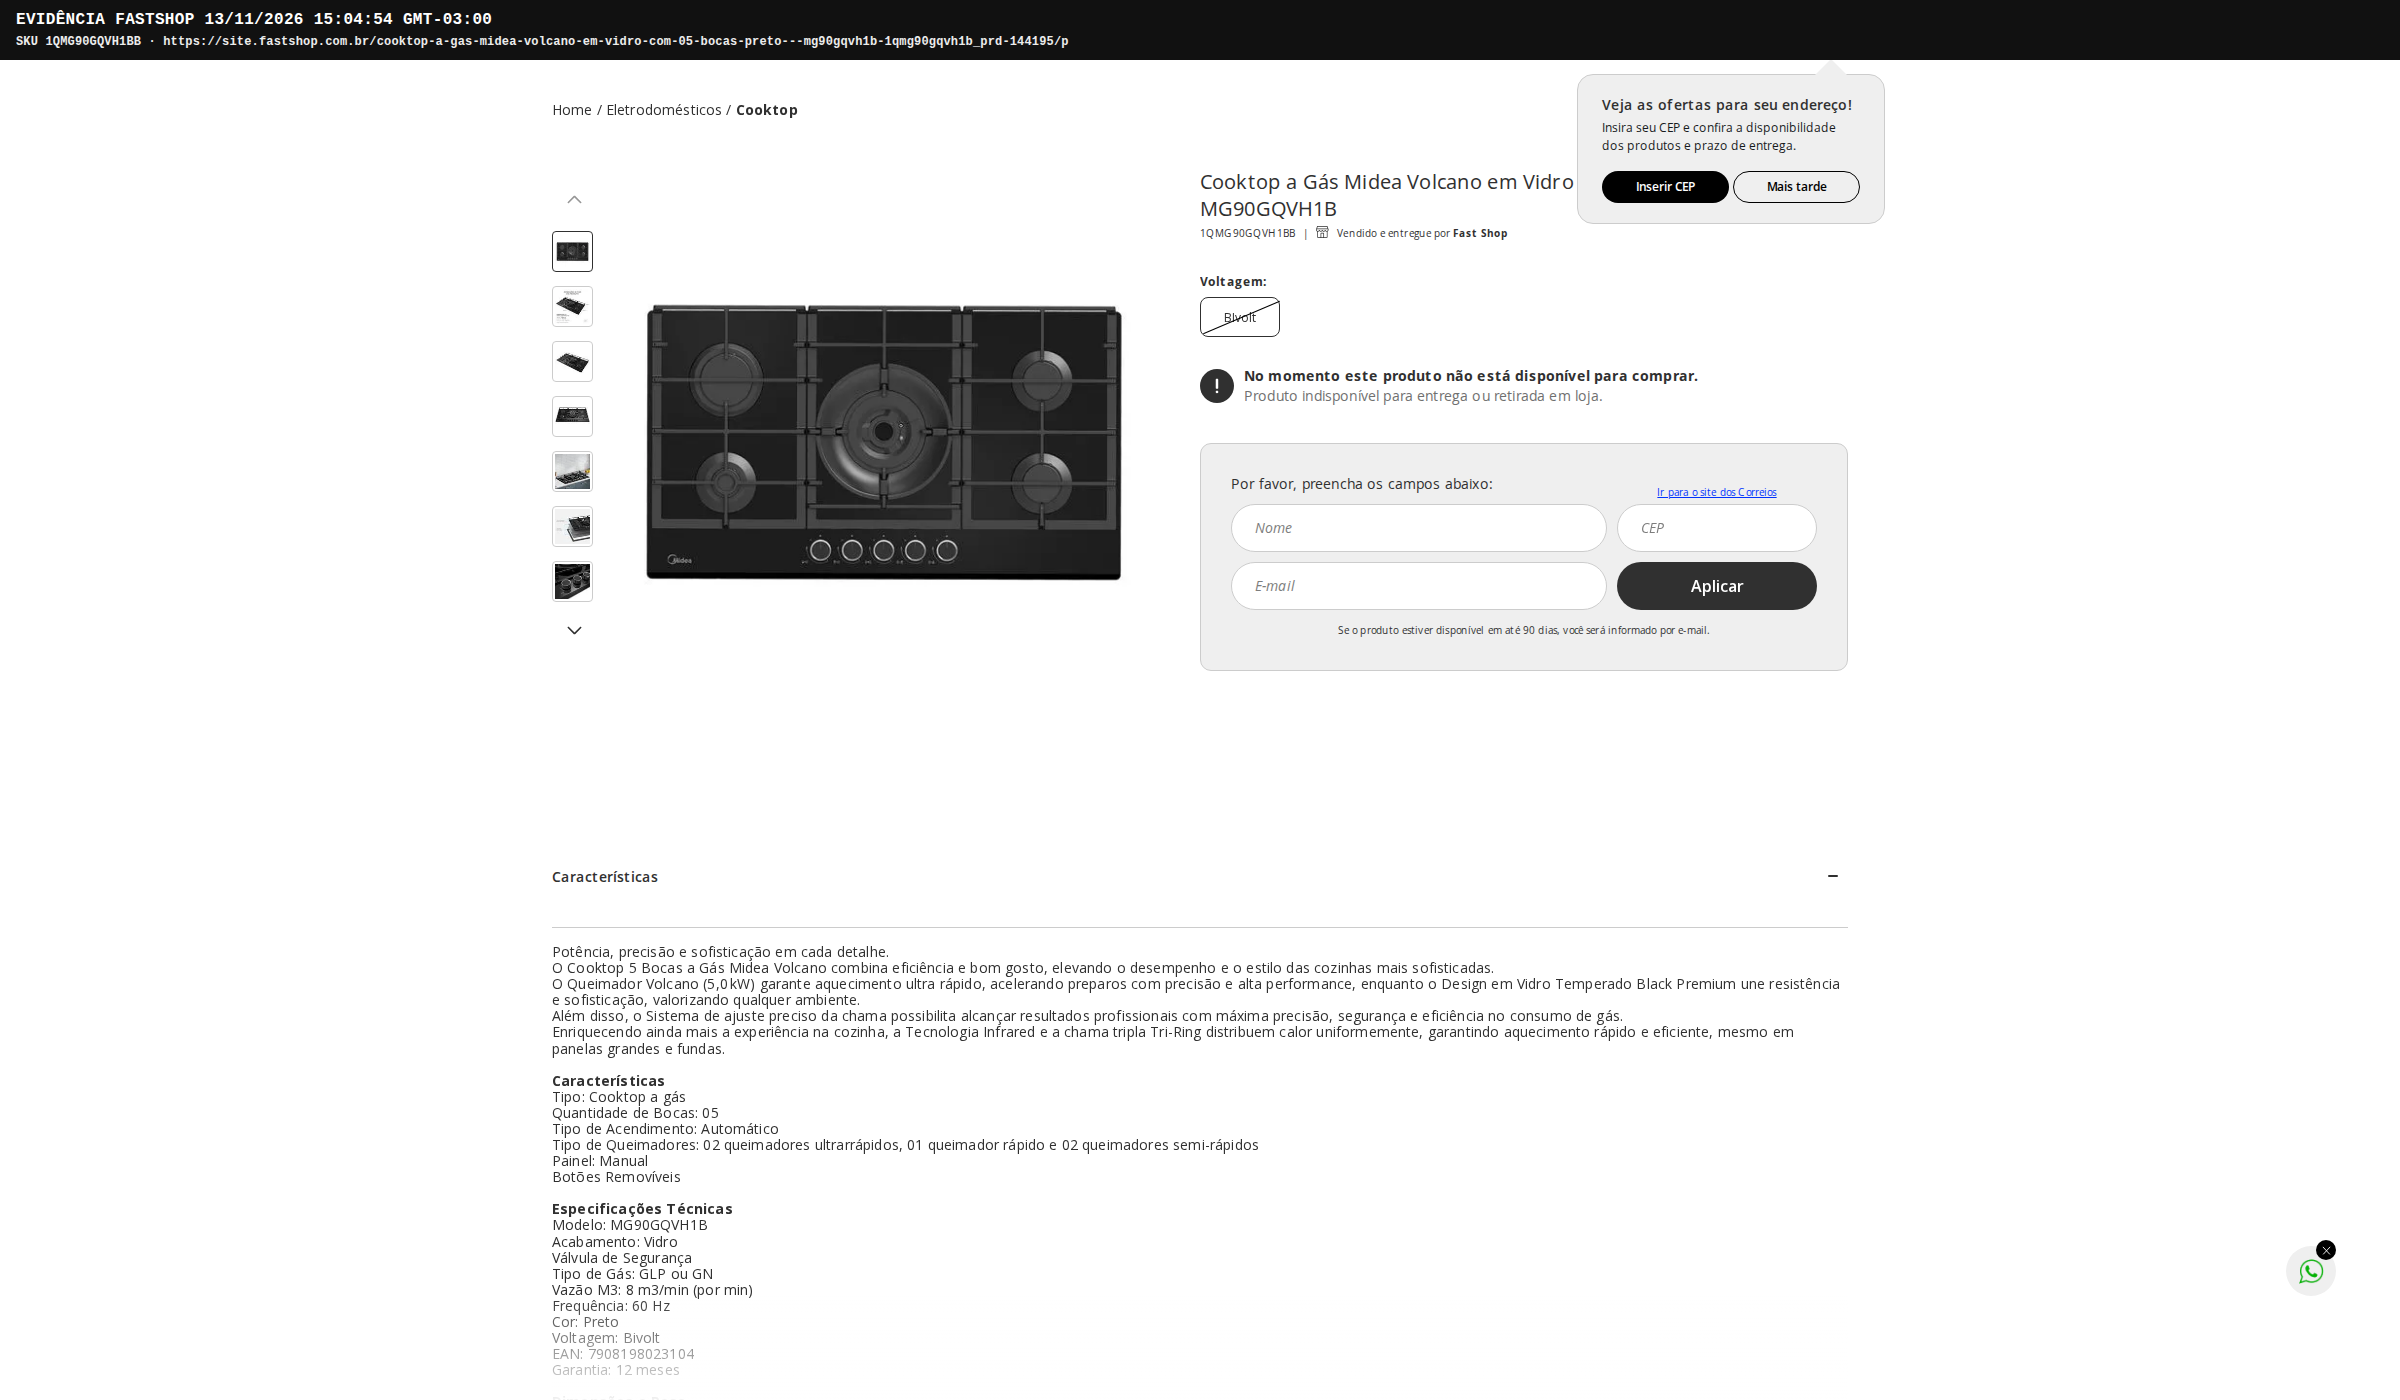 EVIDÊNCIA FASTSHOP 13/11/2026 15:04:54 GMT-03:00
SKU 1QMG90GQVH1BB · https://site.fastshop.com.br/cooktop-a-gas-midea-volcano-em-vidro-com-05-bocas-preto---mg90gqvh1b-1qmg90gqvh1b_prd-144195/p
Home / Eletrodomésticos / Cooktop
Veja as ofertas para seu endereço!
Insira seu CEP e confira a disponibilidade
dos produtos e prazo de entrega.
Inserir CEP
Mais tarde
Cooktop a Gás Midea Volcano em Vidro
MG90GQVH1B
1QMG90GQVH1BB | Vendido e entregue por Fast Shop
Voltagem:
Bivolt
No momento este produto não está disponível para comprar.
Produto indisponível para entrega ou retirada em loja.
Por favor, preencha os campos abaixo:
Ir para o site dos Correios
Nome
CEP
E-mail
Aplicar
Se o produto estiver disponível em até 90 dias, você será informado por e-mail.
Midea
Características
Potência, precisão e sofisticação em cada detalhe.
O Cooktop 5 Bocas a Gás Midea Volcano combina eficiência e bom gosto, elevando o desempenho e o estilo das cozinhas mais sofisticadas.
O Queimador Volcano (5,0kW) garante aquecimento ultra rápido, acelerando preparos com precisão e alta performance, enquanto o Design em Vidro Temperado Black Premium une resistência
e sofisticação, valorizando qualquer ambiente.
Além disso, o Sistema de ajuste preciso da chama possibilita alcançar resultados profissionais com máxima precisão, segurança e eficiência no consumo de gás.
Enriquecendo ainda mais a experiência na cozinha, a Tecnologia Infrared e a chama tripla Tri-Ring distribuem calor uniformemente, garantindo aquecimento rápido e eficiente, mesmo em
panelas grandes e fundas.
Características
Tipo: Cooktop a gás
Quantidade de Bocas: 05
Tipo de Acendimento: Automático
Tipo de Queimadores: 02 queimadores ultrarrápidos, 01 queimador rápido e 02 queimadores semi-rápidos
Painel: Manual
Botões Removíveis
Especificações Técnicas
Modelo: MG90GQVH1B
Acabamento: Vidro
Válvula de Segurança
Tipo de Gás: GLP ou GN
Vazão M3: 8 m3/min (por min)
Frequência: 60 Hz
Cor: Preto
Voltagem: Bivolt
EAN: 7908198023104
Garantia: 12 meses